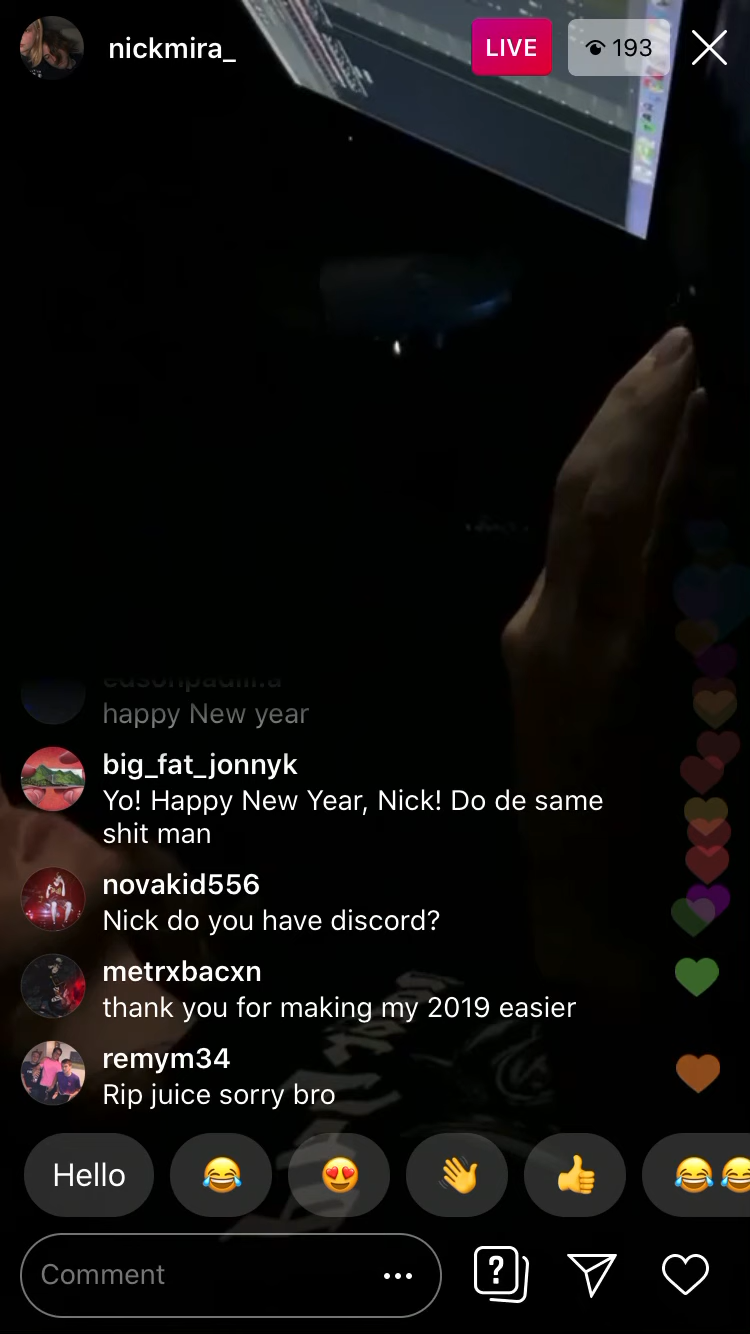 nickmira_
LIVE
193
happy New year
big_fat_jonnyk
Yo! Happy New Year, Nick! Do de same
shit man
novakid556
Nick do you have discord?
metrxbacxn
thank you for making my 2019 easier
remym34
Rip juice sorry bro
Hello
Comment